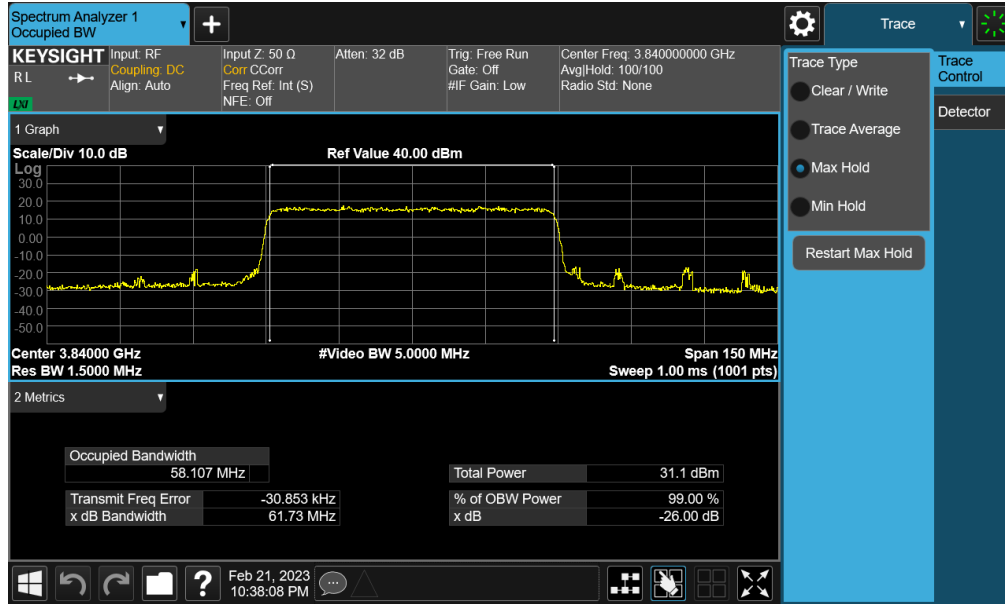 Spectrum Analyzer 1
Occupied BW
+
Trace
KEYSIGHT
R L
LXI
Input: RF
Coupling: DC
Align: Auto
Input Z: 50 Ω
Corr CCorr
Freq Ref: Int (S)
NFE: Off
Atten: 32 dB
Trig: Free Run
Gate: Off
#IF Gain: Low
Center Freq: 3.840000000 GHz
Avg|Hold: 100/100
Radio Std: None
Trace Type
Clear / Write
Trace Average
Max Hold
Min Hold
Restart Max Hold
Trace
Control
Detector
1 Graph
Scale/Div 10.0 dB
Ref Value 40.00 dBm
Log
30.0
20.0
10.0
0.00
-10.0
-20.0
-30.0
-40.0
-50.0
Center 3.84000 GHz
#Video BW 5.0000 MHz
Span 150 MHz
Res BW 1.5000 MHz
Sweep 1.00 ms (1001 pts)
2 Metrics
Occupied Bandwidth
58.107 MHz
Total Power 31.1 dBm
Transmit Freq Error -30.853 kHz
% of OBW Power 99.00 %
x dB Bandwidth 61.73 MHz
x dB -26.00 dB
?
Feb 21, 2023
10:38:08 PM